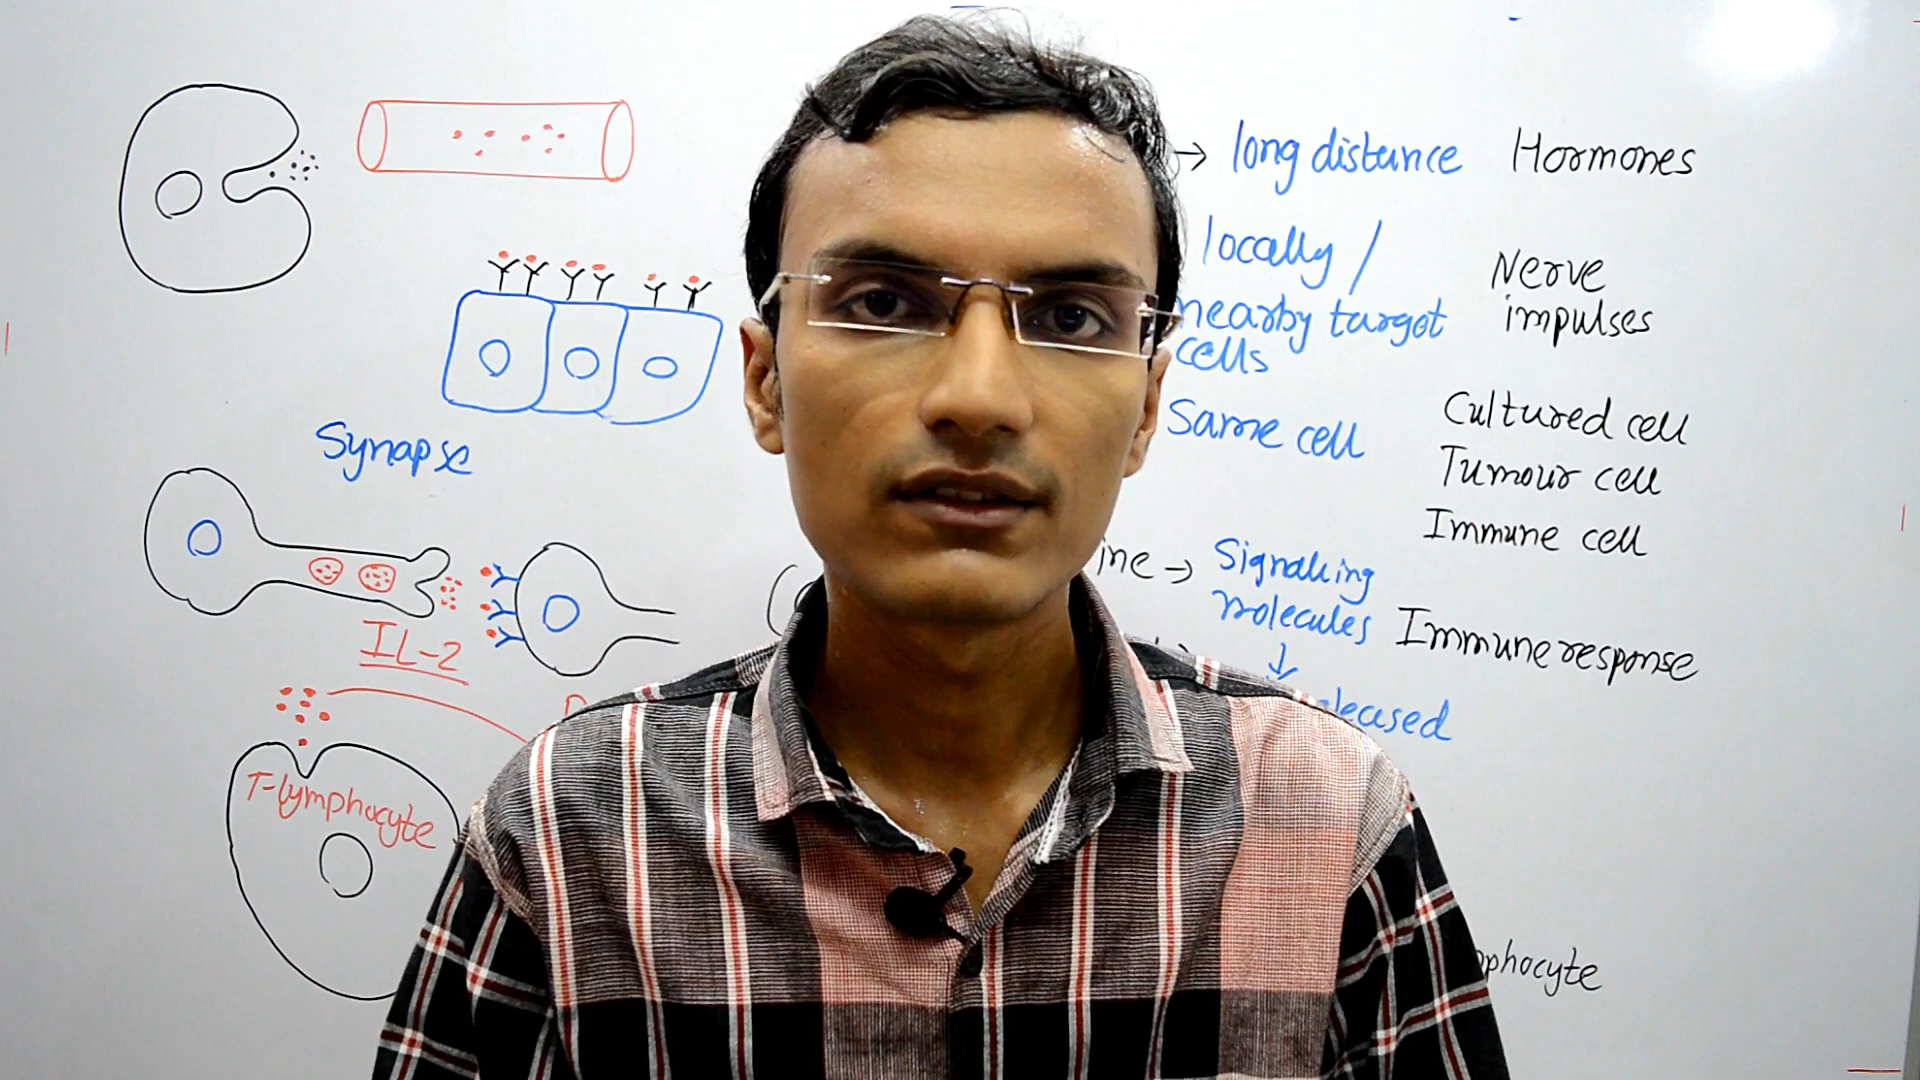 → long distance Hormones
locally /
nearby target
cells
Nerve
impulses
Same cell
Cultured cell
Tumour cell
Immune cell
Synapse
→ Signalling
molecules
↓
Immune response
IL-2
T-lymphocyte